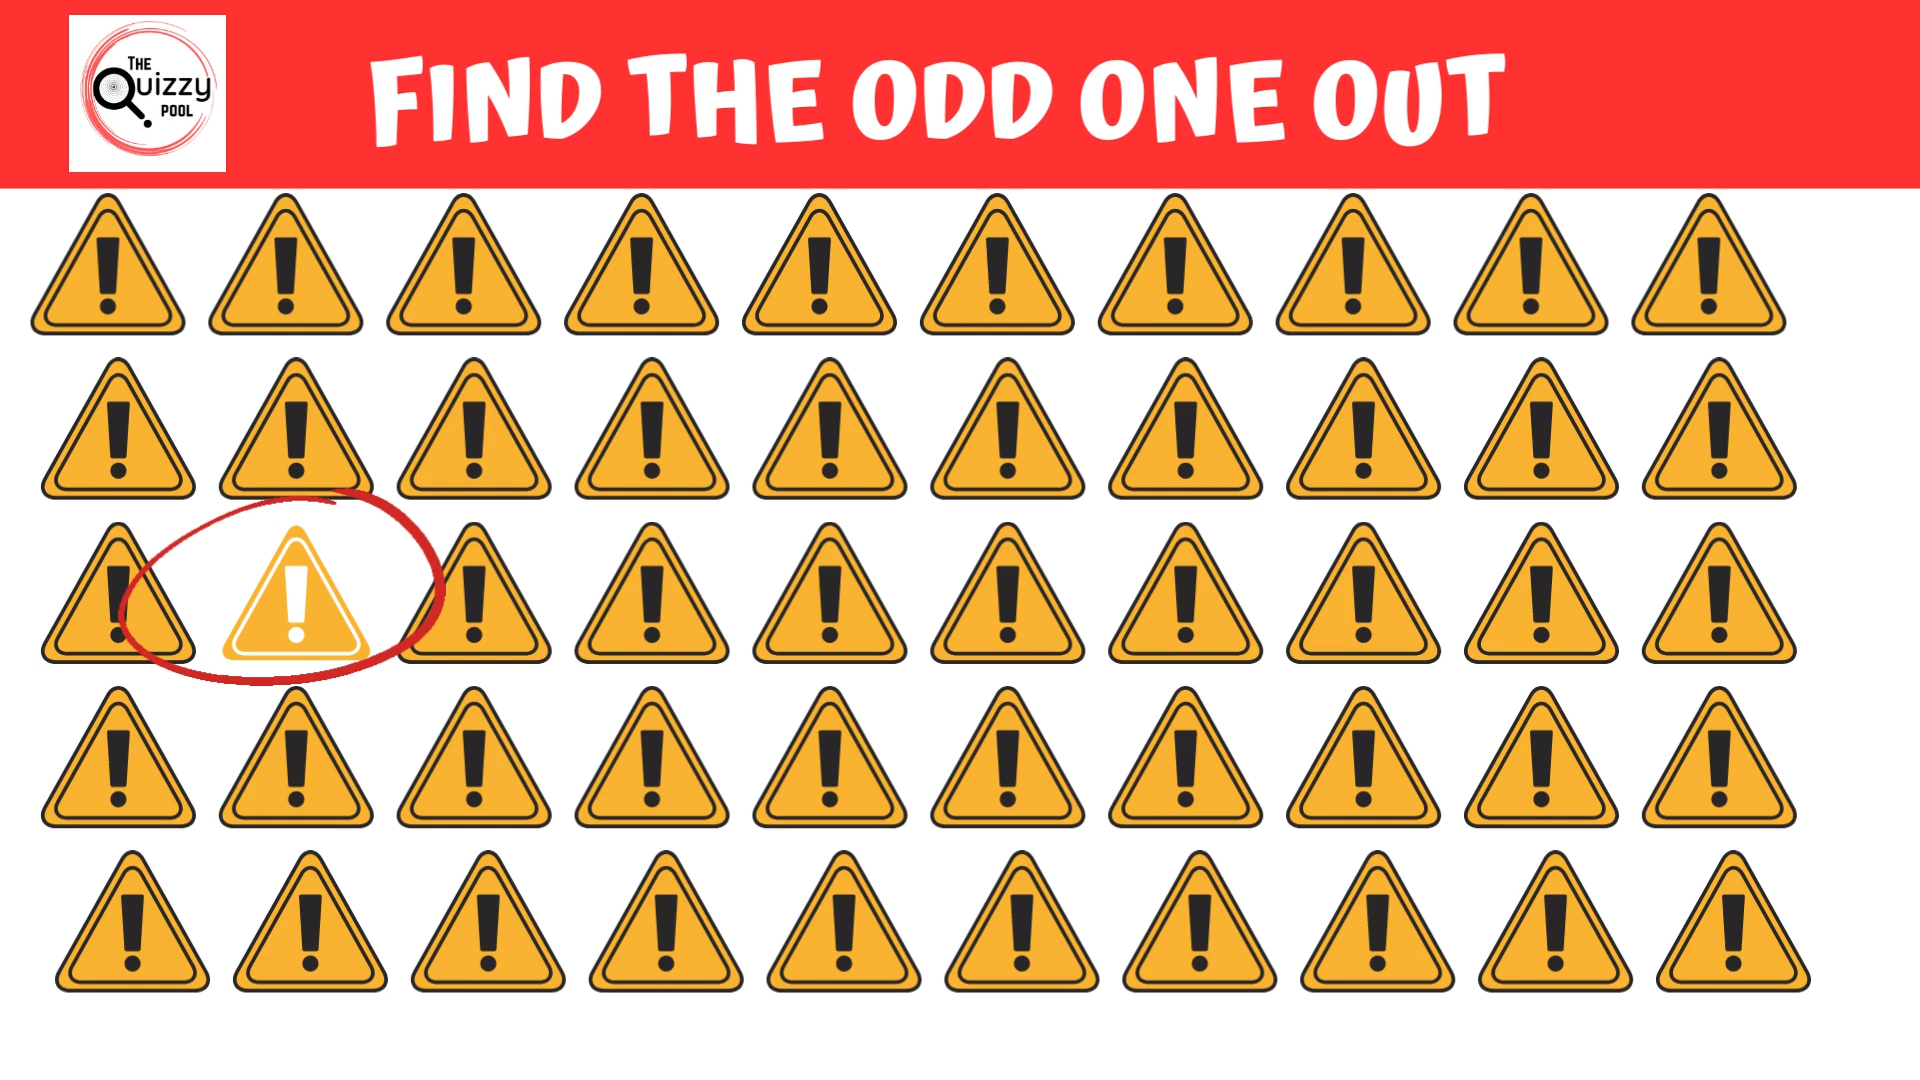 THE
Quizzy
POOL
FIND THE ODD ONE OUT